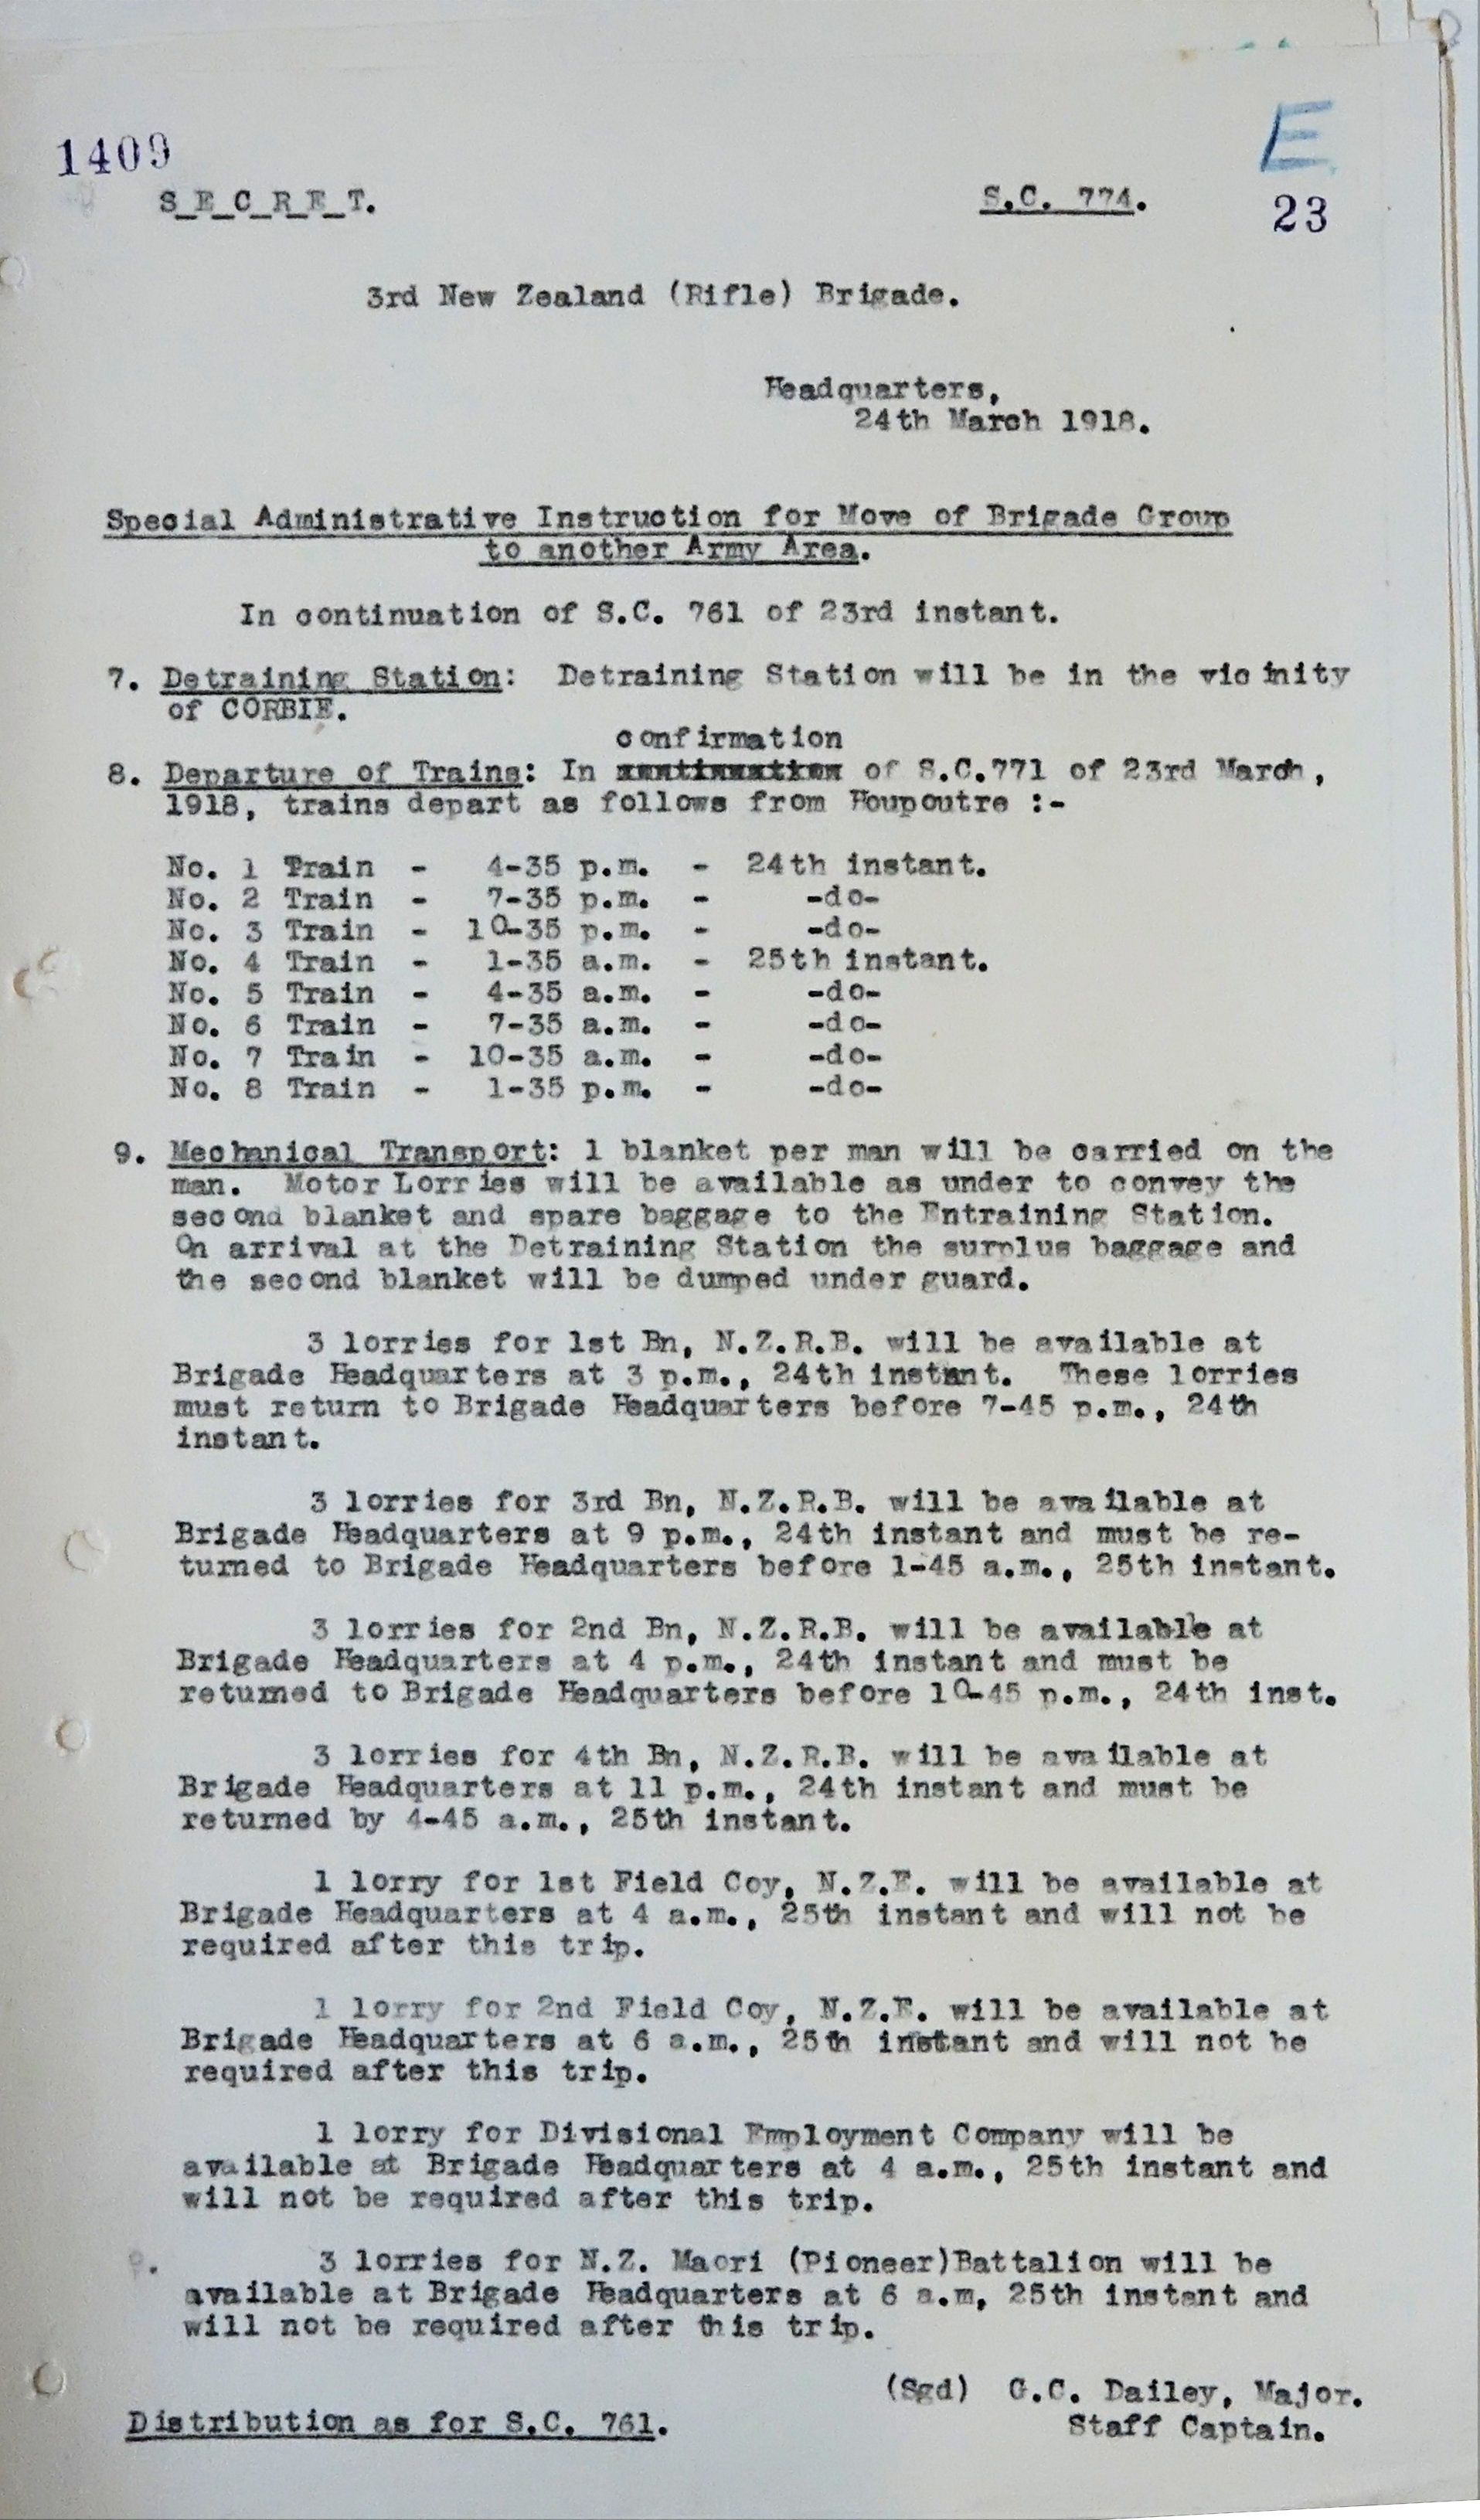 1409
E
S_E_C_R_E_T.
S.C. 774.
23
3rd New Zealand (Rifle) Brigade.
Headquarters,
24th March 1918.
Special Administrative Instruction for Move of Brigade Group
to another Army Area.
In continuation of S.C. 761 of 23rd instant.
7. Detraining Station: Detraining Station will be in the vicinity
of CORBIE.
confirmation
8. Departure of Trains: In continuation of S.C.771 of 23rd March,
1918, trains depart as follows from Houpoutre :-
No. 1 Train - 4-35 p.m. - 24th instant.
No. 2 Train - 7-35 p.m. - -do-
No. 3 Train - 10-35 p.m. - -do-
No. 4 Train - 1-35 a.m. - 25th instant.
No. 5 Train - 4-35 a.m. - -do-
No. 6 Train - 7-35 a.m. - -do-
No. 7 Train - 10-35 a.m. - -do-
No. 8 Train - 1-35 p.m. - -do-
9. Mechanical Transport: 1 blanket per man will be carried on the
man. Motor Lorries will be available as under to convey the
second blanket and spare baggage to the Entraining Station.
On arrival at the Detraining Station the surplus baggage and
the second blanket will be dumped under guard.
3 lorries for 1st Bn, N.Z.R.B. will be available at
Brigade Headquarters at 3 p.m., 24th instant. These lorries
must return to Brigade Headquarters before 7-45 p.m., 24th
instant.
3 lorries for 3rd Bn, N.Z.R.B. will be available at
Brigade Headquarters at 9 p.m., 24th instant and must be re-
turned to Brigade Headquarters before 1-45 a.m., 25th instant.
3 lorries for 2nd Bn, N.Z.R.B. will be available at
Brigade Headquarters at 4 p.m., 24th instant and must be
returned to Brigade Headquarters before 10-45 p.m., 24th inst.
3 lorries for 4th Bn, N.Z.R.B. will be available at
Brigade Headquarters at 11 p.m., 24th instant and must be
returned by 4-45 a.m., 25th instant.
1 lorry for 1st Field Coy, N.Z.E. will be available at
Brigade Headquarters at 4 a.m., 25th instant and will not be
required after this trip.
1 lorry for 2nd Field Coy, N.Z.E. will be available at
Brigade Headquarters at 6 a.m., 25th instant and will not be
required after this trip.
1 lorry for Divisional Employment Company will be
available at Brigade Headquarters at 4 a.m., 25th instant and
will not be required after this trip.
3 lorries for N.Z. Maori (Pioneer)Battalion will be
available at Brigade Headquarters at 6 a.m, 25th instant and
will not be required after this trip.
(Sgd) G.C. Dailey, Major.
Staff Captain.
Distribution as for S.C. 761.